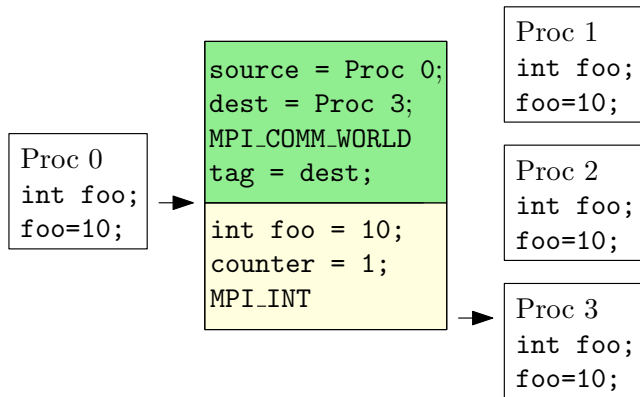 Proc 0
int foo;
foo=10;
source = Proc 0;
dest = Proc 3;
MPI_COMM_WORLD
tag = dest;
int foo = 10;
counter = 1;
MPI_INT
Proc 1
int foo;
foo=10;
Proc 2
int foo;
foo=10;
Proc 3
int foo;
foo=10;